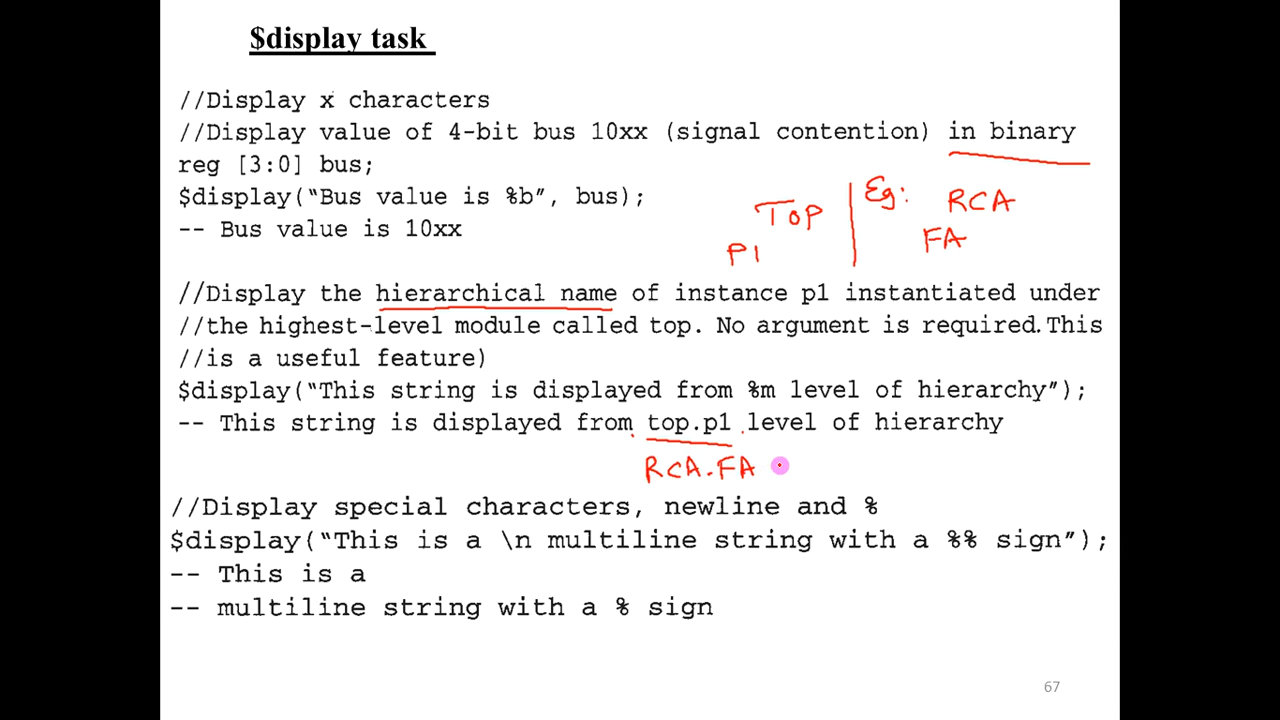 $display task
//Display x characters
//Display value of 4-bit bus 10xx (signal contention) in binary
reg [3:0] bus;
$display(“Bus value is %b”, bus);
-- Bus value is 10xx
TOP
P1
Eg: RCA
FA
//Display the hierarchical name of instance p1 instantiated under
//the highest-level module called top. No argument is required. This
//is a useful feature)
$display(“This string is displayed from %m level of hierarchy”);
-- This string is displayed from top.p1 level of hierarchy
RCA.FA
//Display special characters, newline and %
$display(“This is a \n multiline string with a %% sign”);
-- This is a
-- multiline string with a % sign
67